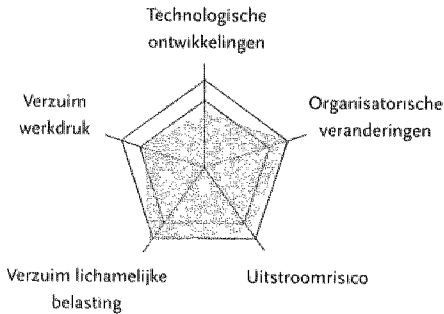 Technologische
ontwikkelingen
Verzuim
werkdruk
Organisatorische
veranderingen
Verzuim lichamelijke
belasting
Uitstroomrisico